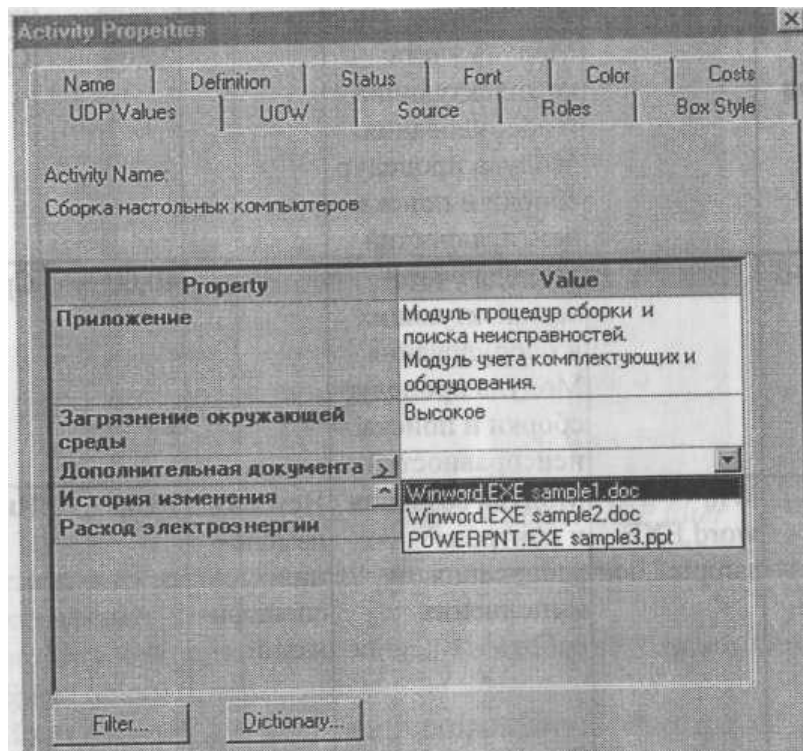 Activity Properties
Name Definition Status Font Color Costs
UDP Values UOW Source Roles Box Style
Activity Name:
Сборка настольных компьютеров
Property Value
Приложение
Модуль процедур сборки и
поиска неисправностей.
Модуль учета комплектующих и
оборудования.
Загрязнение окружающей
среды
Высокое
Дополнительная документа >
История изменения ^
Winword.EXE sample1.doc
Winword.EXE sample2.doc
Расход электроэнергии
POWERPNT.EXE sample3.ppt
Filter... Dictionary...